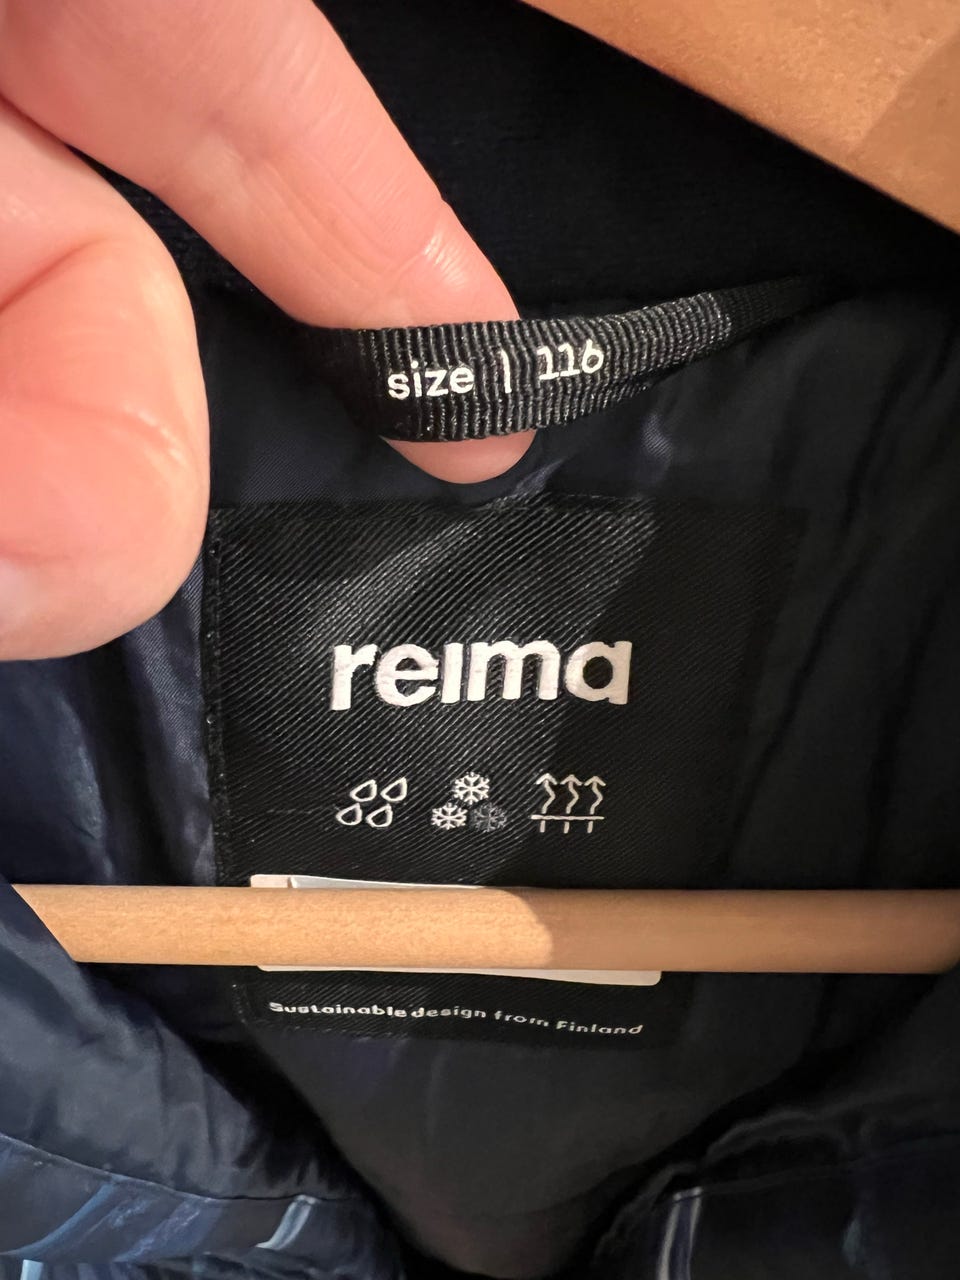 size | 116
reima
Sustainable design from Finland